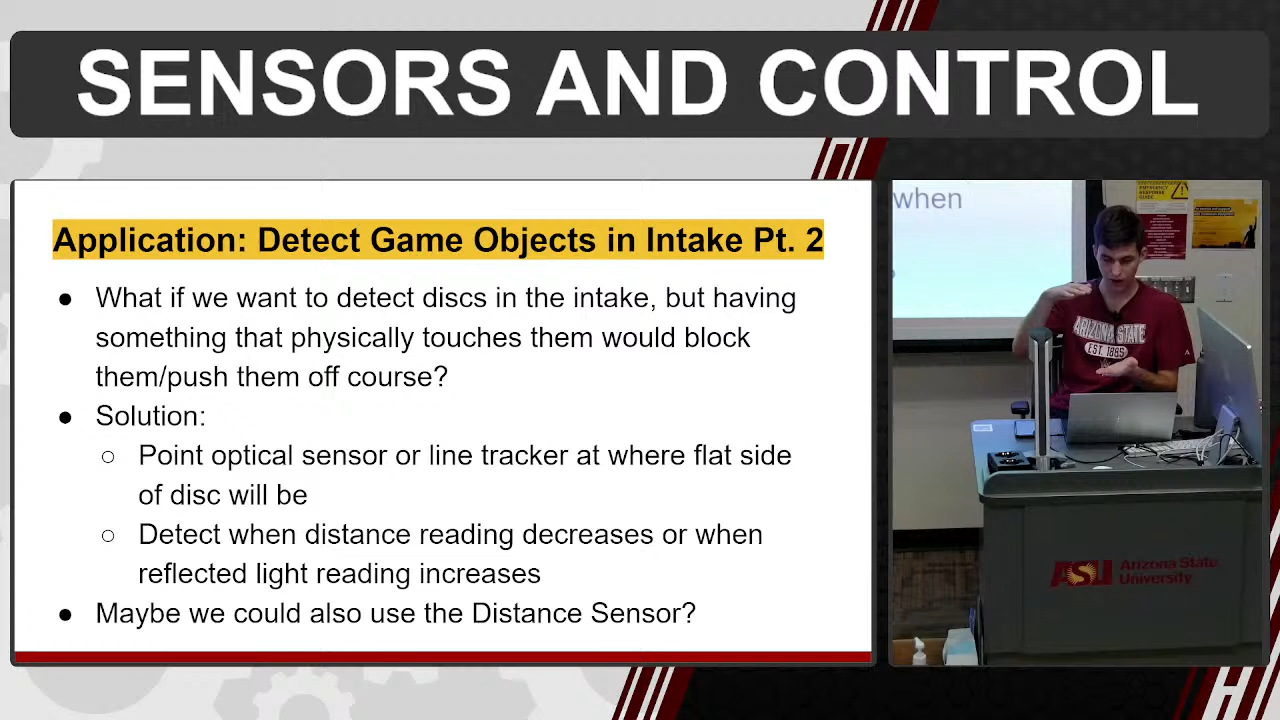 SENSORS AND CONTROL
Application: Detect Game Objects in Intake Pt. 2
● What if we want to detect discs in the intake, but having
something that physically touches them would block
them/push them off course?
● Solution:
○ Point optical sensor or line tracker at where flat side
of disc will be
○ Detect when distance reading decreases or when
reflected light reading increases
● Maybe we could also use the Distance Sensor?
when
EMERGENCY
RESPONSE
GUIDE
ARIZONA STATE
EST. 1885
ASU Arizona State
University